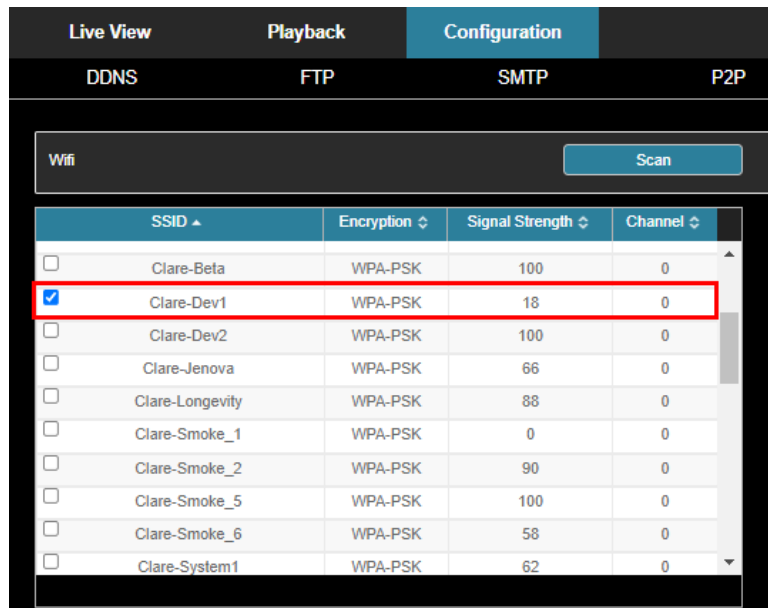 Live View Playback Configuration
DDNS FTP SMTP P2P
Wifi Scan
SSID Encryption Signal Strength Channel
Clare-Beta WPA-PSK 100 0
Clare-Dev1 WPA-PSK 18 0
Clare-Dev2 WPA-PSK 100 0
Clare-Jenova WPA-PSK 66 0
Clare-Longevity WPA-PSK 88 0
Clare-Smoke_1 WPA-PSK 0 0
Clare-Smoke_2 WPA-PSK 90 0
Clare-Smoke_5 WPA-PSK 100 0
Clare-Smoke_6 WPA-PSK 58 0
Clare-System1 WPA-PSK 62 0